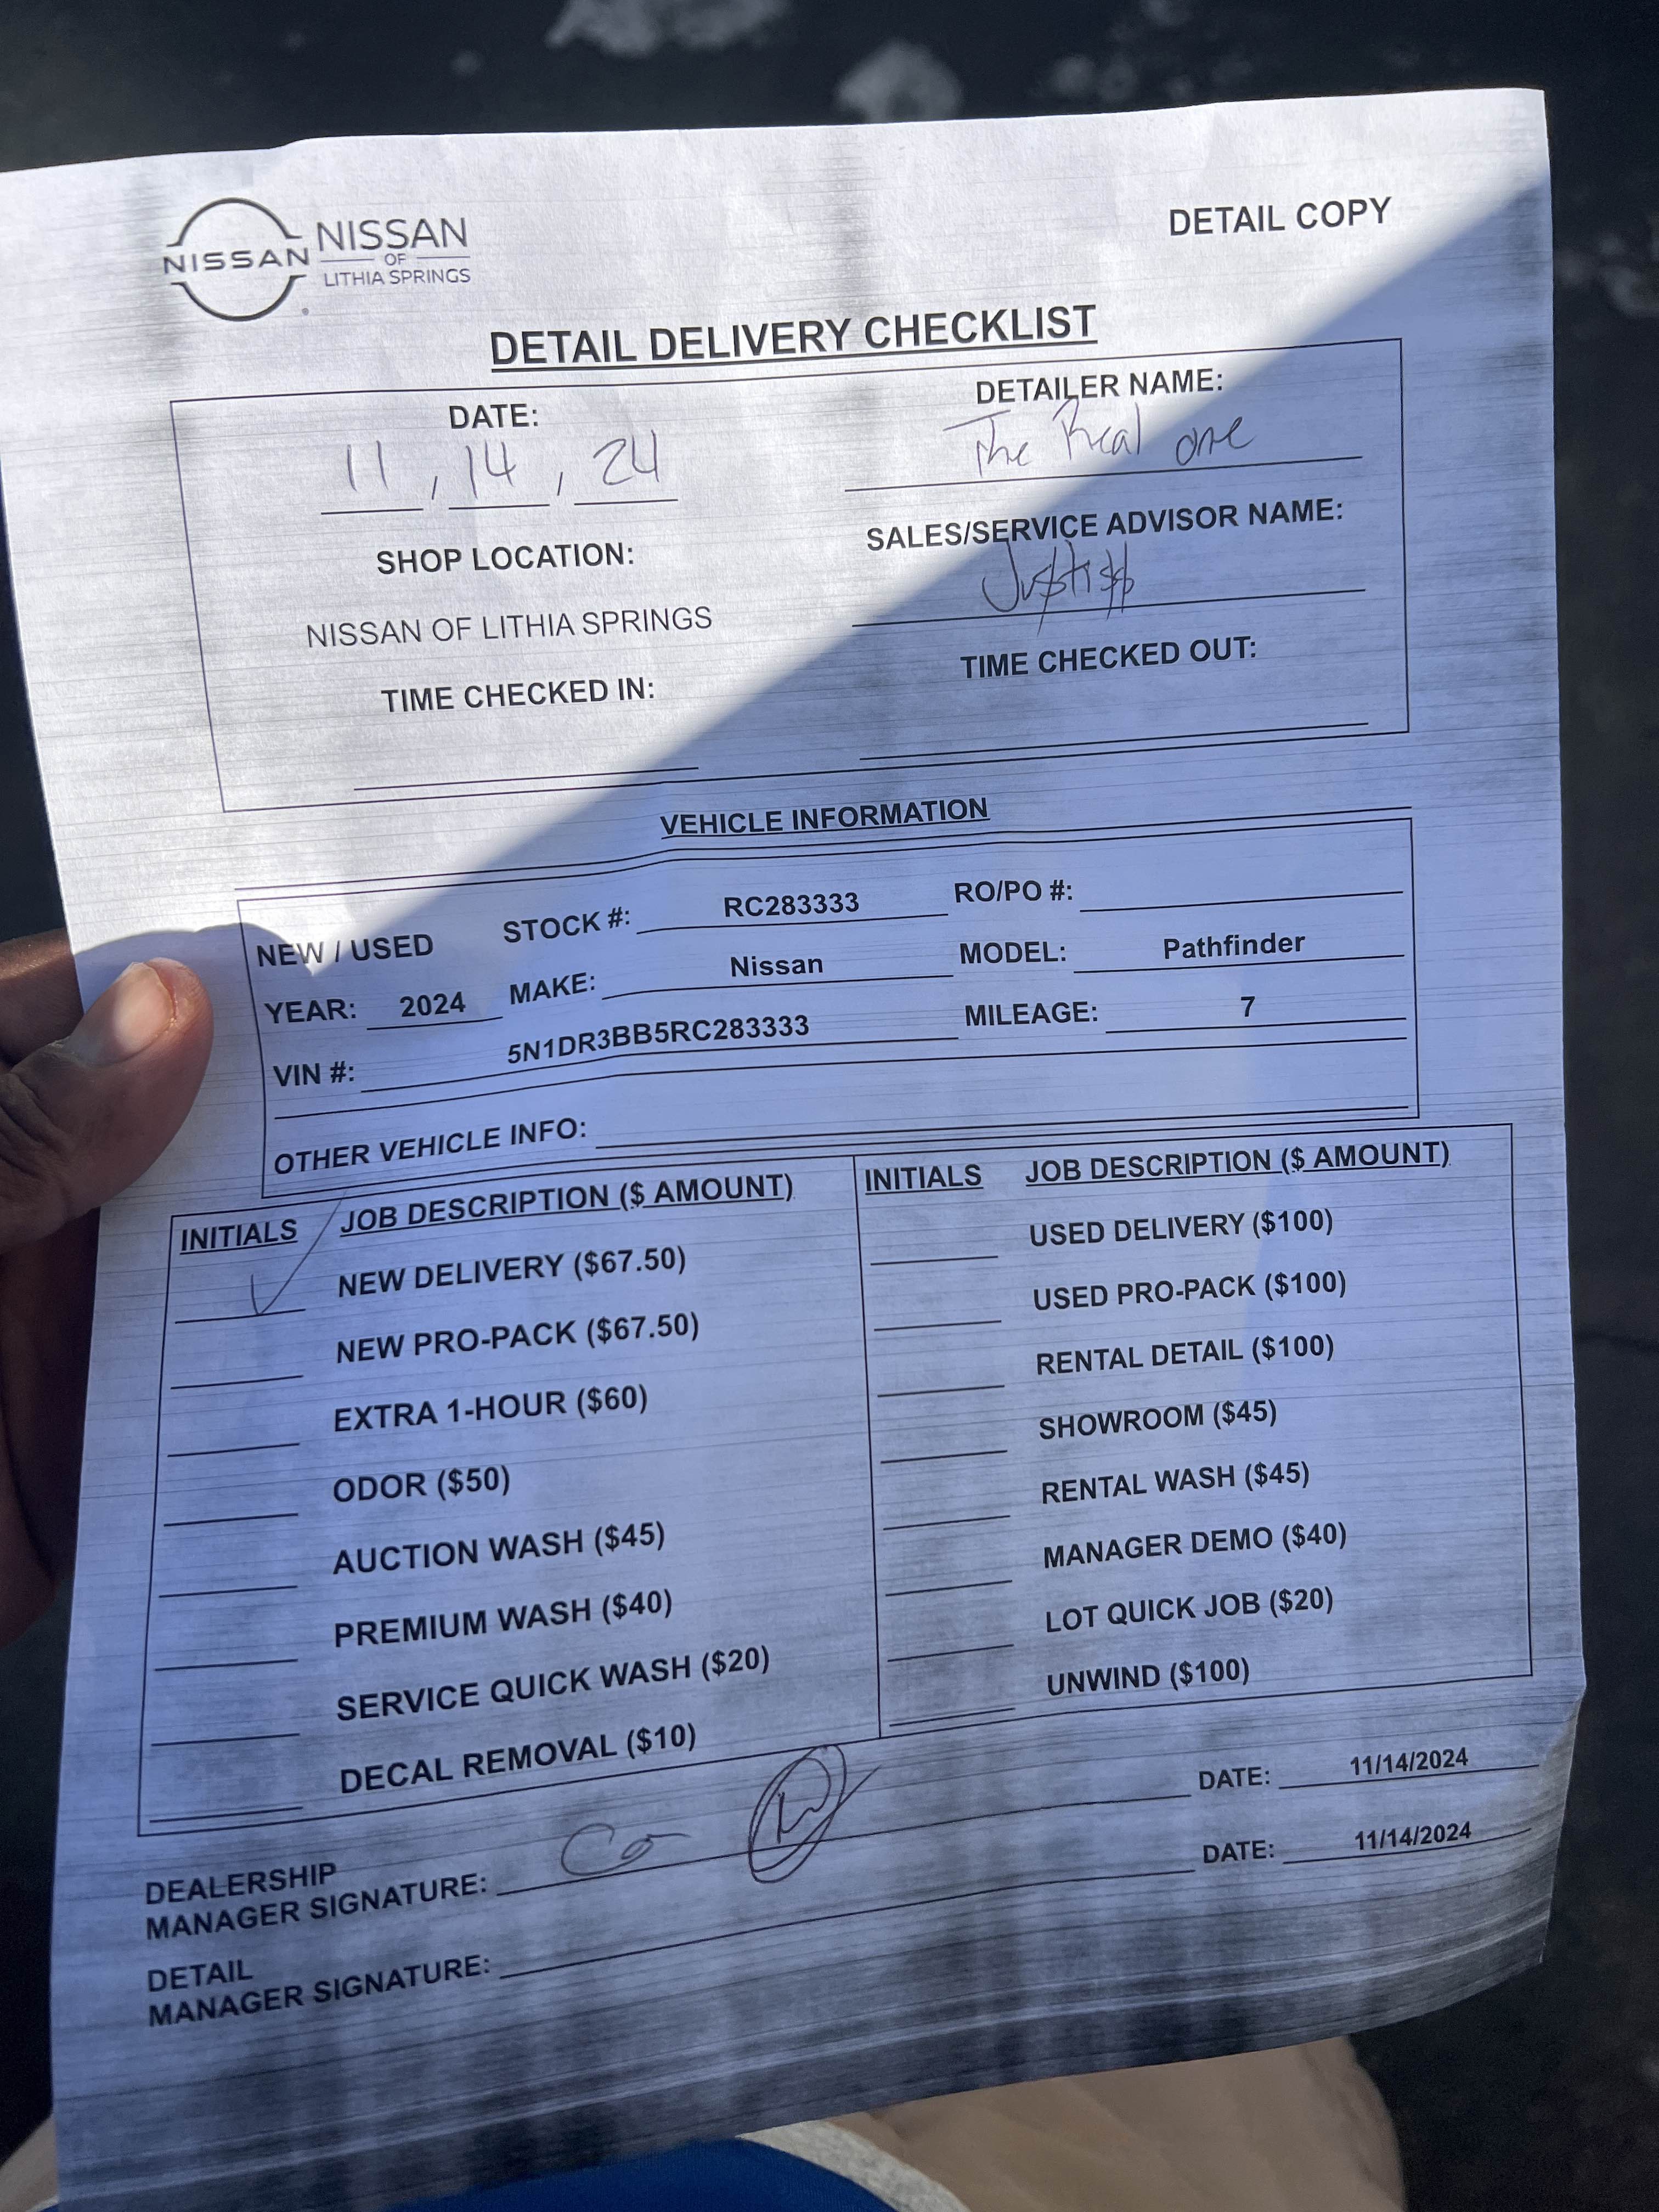 NISSAN
NISSAN
OF
LITHIA SPRINGS
DETAIL COPY
DETAIL DELIVERY CHECKLIST
DATE:
11 , 14 , 24
DETAILER NAME:
The Real one
SHOP LOCATION:
NISSAN OF LITHIA SPRINGS
SALES/SERVICE ADVISOR NAME:
Ju$ti$$
TIME CHECKED IN:
TIME CHECKED OUT:
VEHICLE INFORMATION
NEW / USED STOCK #: RC283333 RO/PO #:
YEAR: 2024 MAKE: Nissan MODEL: Pathfinder
VIN #: 5N1DR3BB5RC283333 MILEAGE: 7
OTHER VEHICLE INFO:
INITIALS JOB DESCRIPTION ($ AMOUNT)
NEW DELIVERY ($67.50)
NEW PRO-PACK ($67.50)
EXTRA 1-HOUR ($60)
ODOR ($50)
AUCTION WASH ($45)
PREMIUM WASH ($40)
SERVICE QUICK WASH ($20)
DECAL REMOVAL ($10)
INITIALS JOB DESCRIPTION ($ AMOUNT)
USED DELIVERY ($100)
USED PRO-PACK ($100)
RENTAL DETAIL ($100)
SHOWROOM ($45)
RENTAL WASH ($45)
MANAGER DEMO ($40)
LOT QUICK JOB ($20)
UNWIND ($100)
DEALERSHIP
MANAGER SIGNATURE: DATE: 11/14/2024
DETAIL
MANAGER SIGNATURE: DATE: 11/14/2024